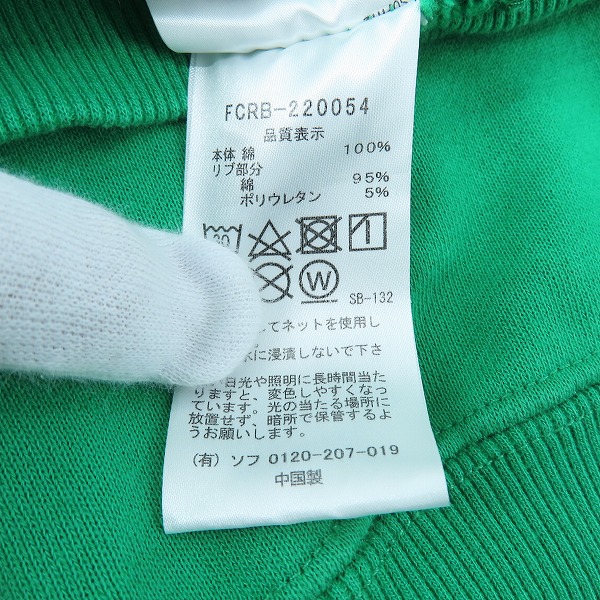 FCRB-220054
品質表示
本体 綿 100%
リブ部分
綿 95%
ポリウレタン 5%
30
W
SB-132
てネットを使用し
に浸漬しないで下さ
日光や照明に長時間当た
りますと、変色しやすくなっ
ています。光の当たる場所に
放置せず、暗所で保管するよ
うお願いします。
(有) ソフ 0120-207-019
中国製